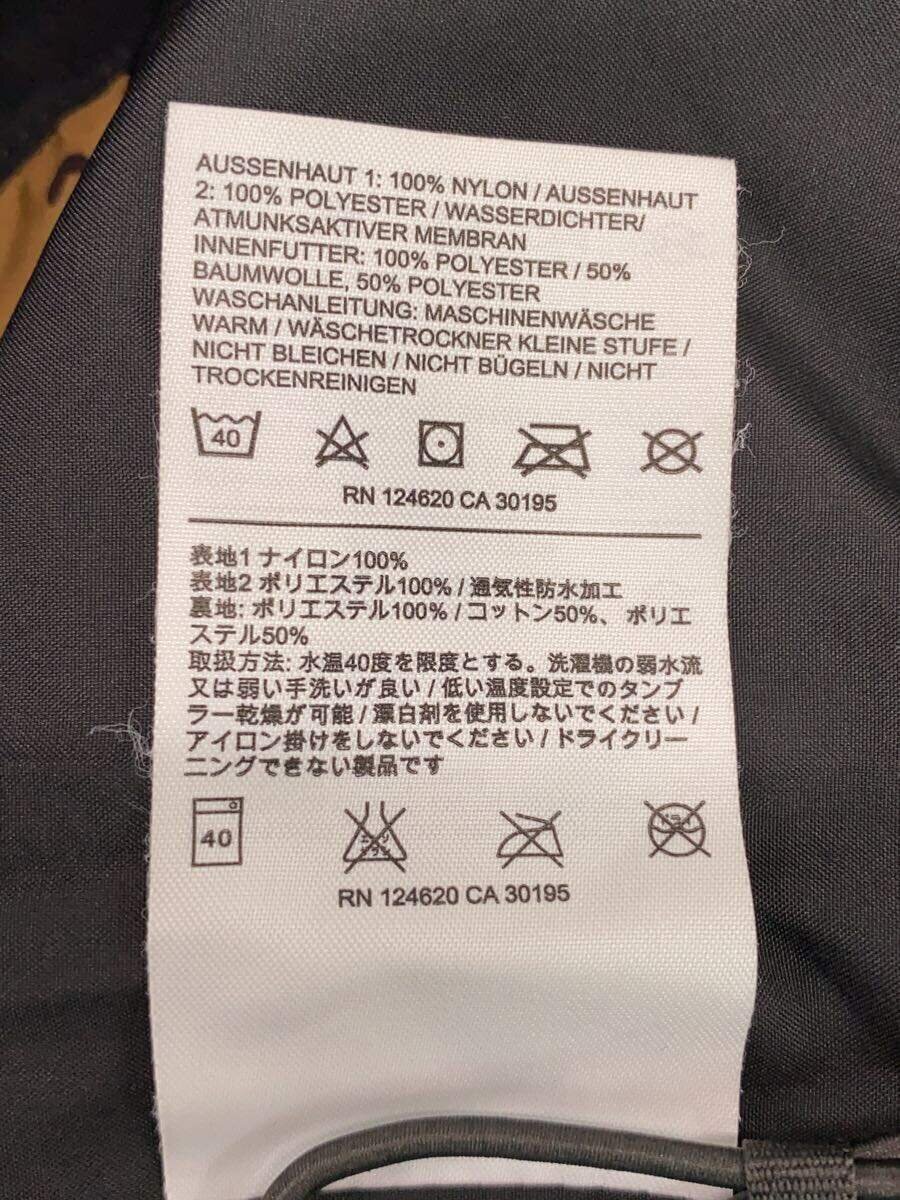 AUSSENHAUT 1: 100% NYLON / AUSSENHAUT
2: 100% POLYESTER / WASSERDICHTER/
ATMUNKSAKTIVER MEMBRAN
INNENFUTTER: 100% POLYESTER / 50%
BAUMWOLLE, 50% POLYESTER
WASCHANLEITUNG: MASCHINENWÄSCHE
WARM / WÄSCHETROCKNER KLEINE STUFE /
NICHT BLEICHEN / NICHT BÜGELN / NICHT
TROCKENREINIGEN
40
RN 124620 CA 30195
表地1 ナイロン100%
表地2 ポリエステル100% / 通気性防水加工
裏地: ポリエステル100% / コットン50%、 ポリエ
ステル50%
取扱方法: 水温40度を限度とする。洗濯機の弱水流
又は弱い手洗いが良い / 低い温度設定でのタンブ
ラー乾燥が可能 / 漂白剤を使用しないでください /
アイロン掛けをしないでください / ドライクリー
ニングできない製品です
40
RN 124620 CA 30195